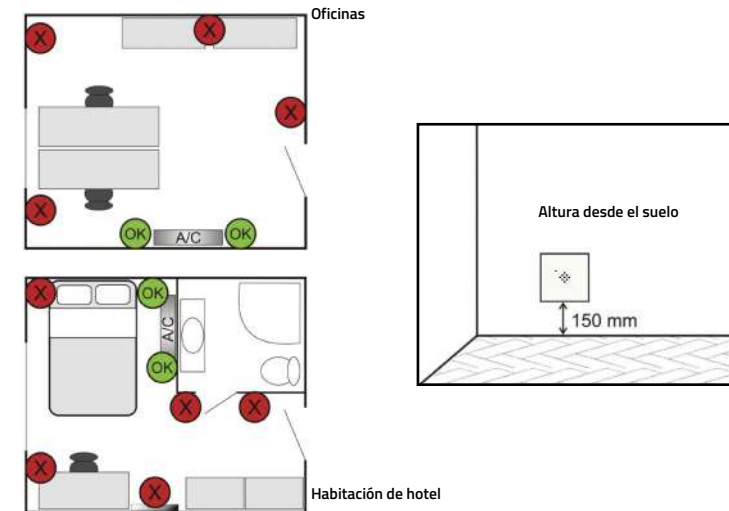 Oficinas
X
X
X
X
OK
A/C
OK
X
OK
A/C
OK
X
X
X
X
Habitación de hotel
Altura desde el suelo
150 mm